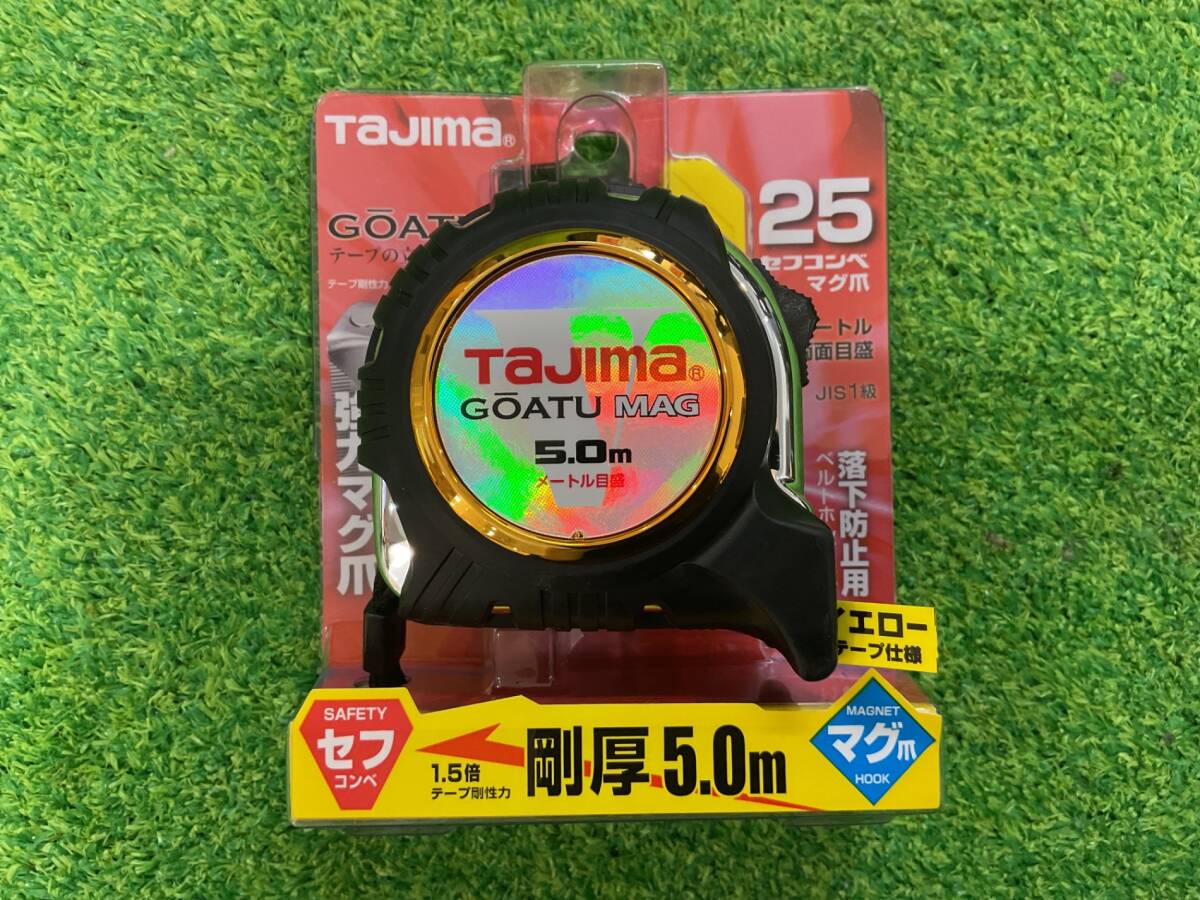 TaJima®
GŌATU
テープの
テープ剛性力
強力マグ爪
25
セフコンベ
マグ爪
メートル
両面目盛
JIS1級
落下防止用
ベルトホ
TaJima®
GŌATU MAG
5.0m
メートル目盛
イエロー
テープ仕様
SAFETY
セフ
コンベ
1.5倍
テープ剛性力
剛厚5.0m
MAGNET
マグ爪
HOOK